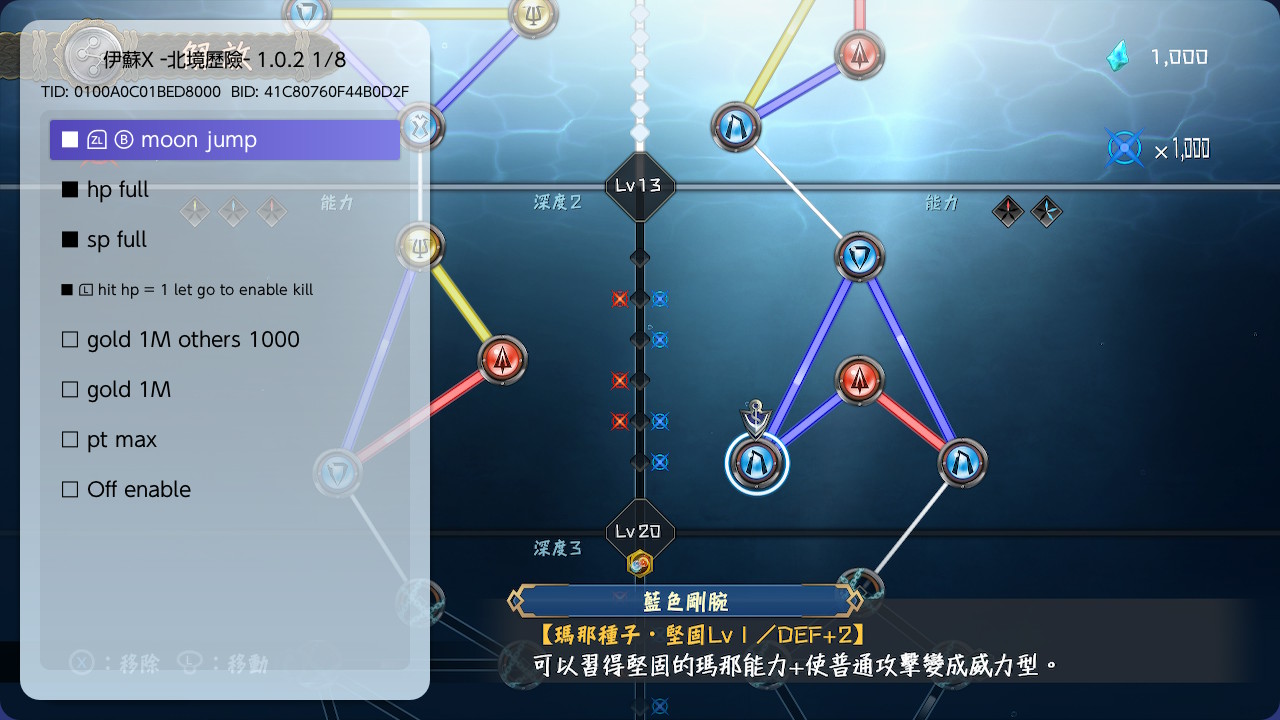 解放
伊蘇X -北境歷險- 1.0.2 1/8
TID: 0100A0C01BED8000 BID: 41C80760F44B0D2F
ZL B moon jump
hp full
sp full
L hit hp = 1 let go to enable kill
gold 1M others 1000
gold 1M
pt max
Off enable
X：移除 L：移動
1,000
×1,000
Lv13
能力
深度2
能力
Lv20
深度3
藍色剛腕
【瑪那種子・堅固Lv 1／DEF+2】
可以習得堅固的瑪那能力+使普通攻擊變成威力型。